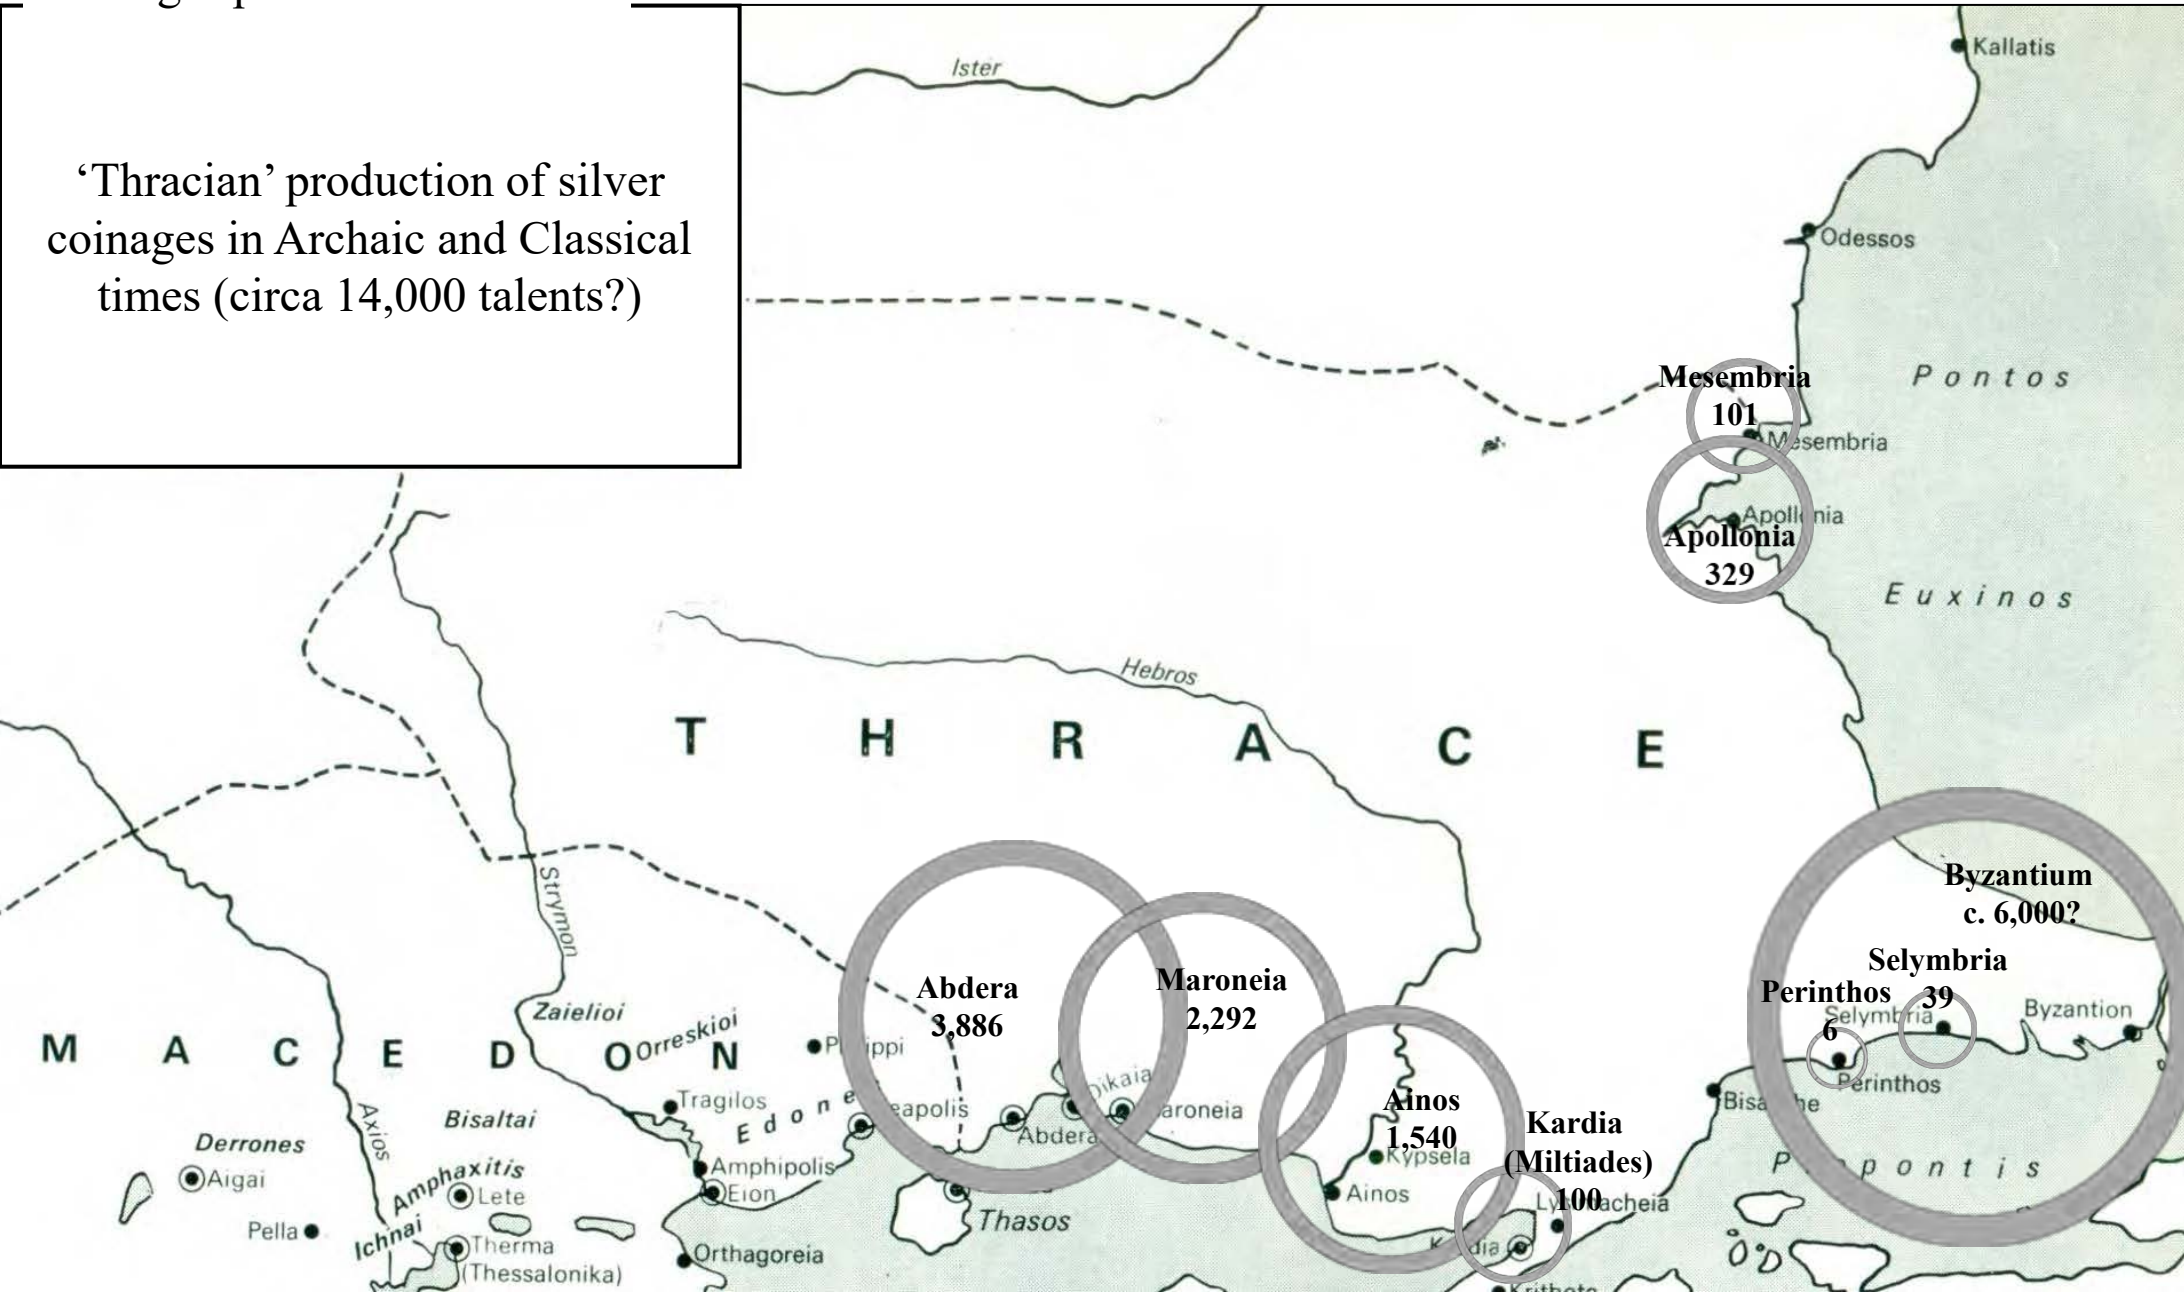 ‘Thracian’ production of silver
coinages in Archaic and Classical
times (circa 14,000 talents?)
Ister
Kallatis
Odessos
Pontos
Mesembria
101
Mesembria
Apollonia
Apollonia
329
Euxinos
Hebros
THRACE
Strymon
Byzantium
c. 6,000?
Selymbria
39
Perinthos
6
Selymbria
Byzantion
Perinthos
Abdera
3,886
Maroneia
2,292
Zaielioi
Orreskioi
MACEDON
Tragilos
Dikaia
Abdera
Ainos
1,540
Kypsela
Ainos
Kardia
(Miltiades)
100
Axios
Bisaltai
Derrones
Aigai
Amphaxitis
Lete
Amphipolis
Eion
Thasos
Pella
Ichnai
Therma
(Thessalonika)
Orthagoreia